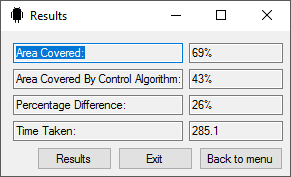 Results
Area Covered: 69%
Area Covered By Control Algorithm: 43%
Percentage Difference: 26%
Time Taken: 285.1
Results Exit Back to menu